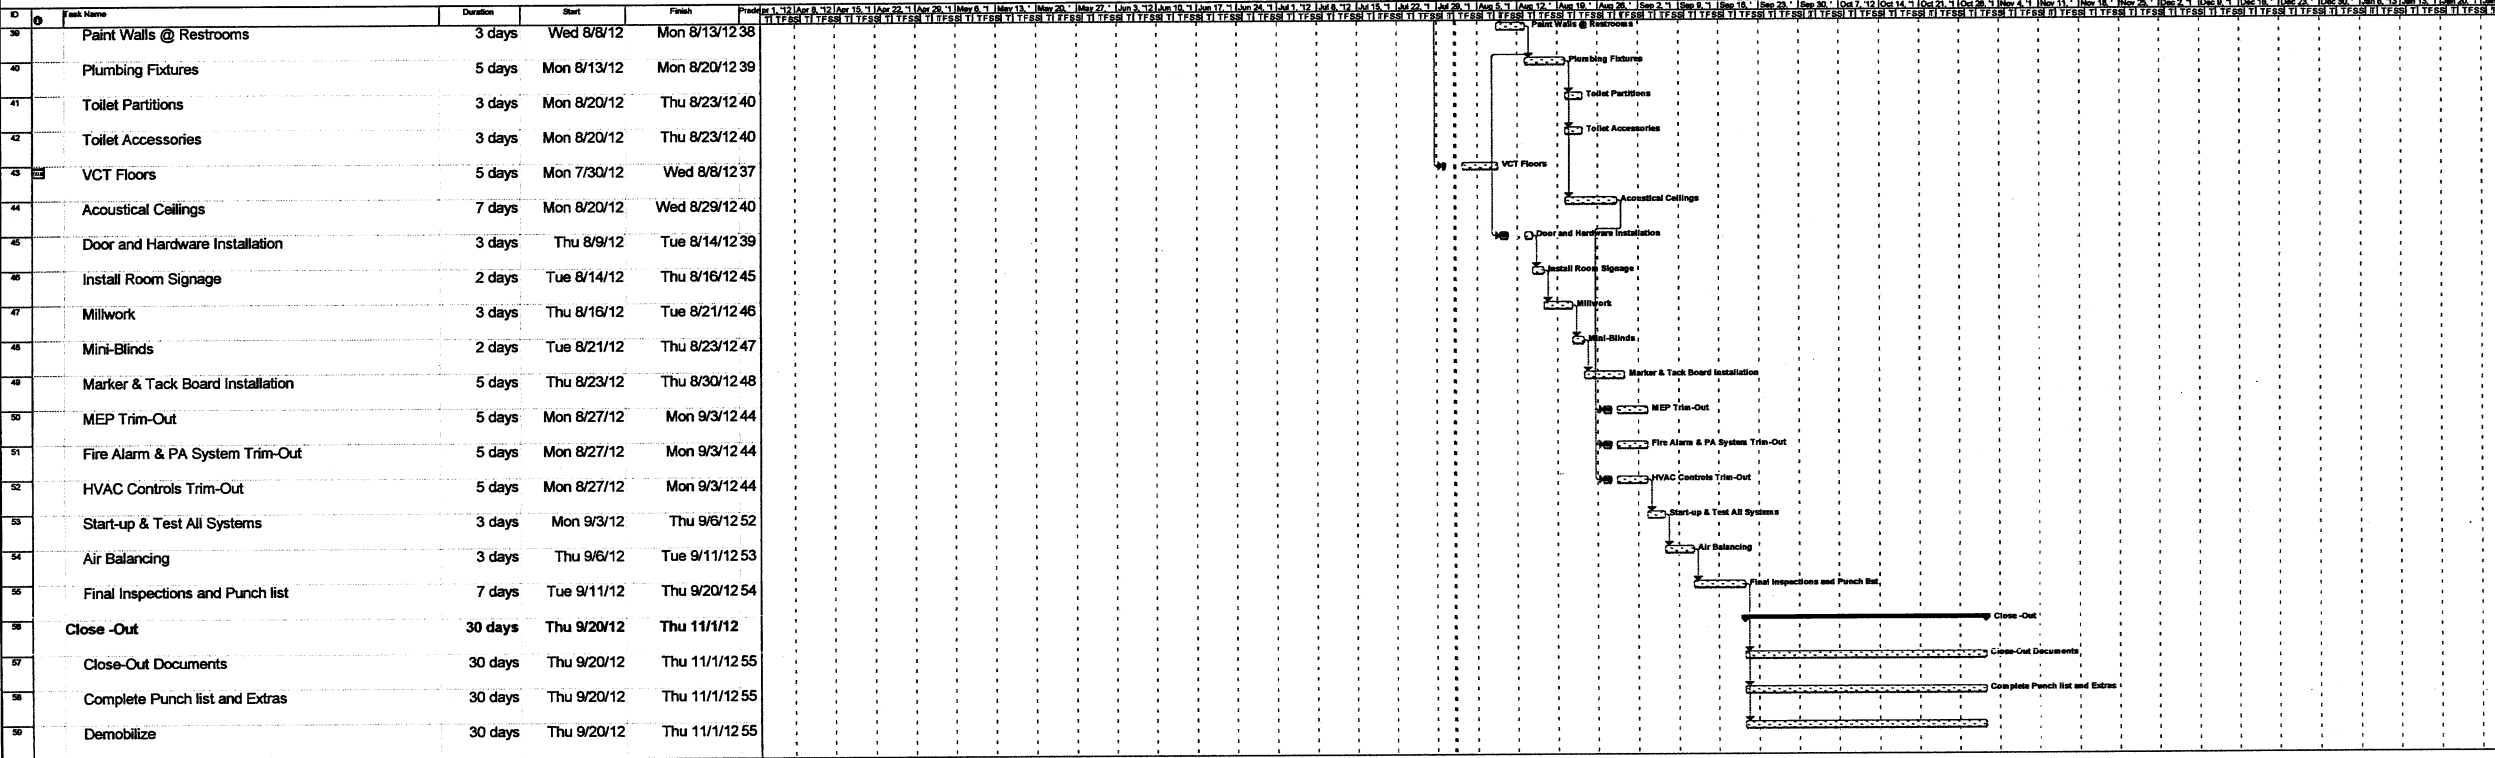 ID Task Name Duration Start Finish
39 Paint Walls @ Restrooms 3 days Wed 8/8/12 Mon 8/13/12 38 Paint Walls @ Restrooms
40 Plumbing Fixtures 5 days Mon 8/13/12 Mon 8/20/12 39 Plumbing Fixtures
41 Toilet Partitions 3 days Mon 8/20/12 Thu 8/23/12 40 Toilet Partitions
42 Toilet Accessories 3 days Mon 8/20/12 Thu 8/23/12 40 Toilet Accessories
43 VCT Floors 5 days Mon 7/30/12 Wed 8/8/12 37 VCT Floors
44 Acoustical Ceilings 7 days Mon 8/20/12 Wed 8/29/12 40 Acoustical Ceilings
45 Door and Hardware Installation 3 days Thu 8/9/12 Tue 8/14/12 39 Door and Hardware Installation
46 Install Room Signage 2 days Tue 8/14/12 Thu 8/16/12 45 Install Room Signage
47 Millwork 3 days Thu 8/16/12 Tue 8/21/12 46 Millwork
48 Mini-Blinds 2 days Tue 8/21/12 Thu 8/23/12 47 Mini-Blinds
49 Marker & Tack Board Installation 5 days Thu 8/23/12 Thu 8/30/12 48 Marker & Tack Board Installation
50 MEP Trim-Out 5 days Mon 8/27/12 Mon 9/3/12 44 MEP Trim-Out
51 Fire Alarm & PA System Trim-Out 5 days Mon 8/27/12 Mon 9/3/12 44 Fire Alarm & PA System Trim-Out
52 HVAC Controls Trim-Out 5 days Mon 8/27/12 Mon 9/3/12 44 HVAC Controls Trim-Out
53 Start-up & Test All Systems 3 days Mon 9/3/12 Thu 9/6/12 52 Start-up & Test All Systems
54 Air Balancing 3 days Thu 9/6/12 Tue 9/11/12 53 Air Balancing
55 Final Inspections and Punch list 7 days Tue 9/11/12 Thu 9/20/12 54 Final Inspections and Punch list
56 Close -Out 30 days Thu 9/20/12 Thu 11/1/12 Close -Out
57 Close-Out Documents 30 days Thu 9/20/12 Thu 11/1/12 55 Close-Out Documents
58 Complete Punch list and Extras 30 days Thu 9/20/12 Thu 11/1/12 55 Complete Punch list and Extras
59 Demobilize 30 days Thu 9/20/12 Thu 11/1/12 55